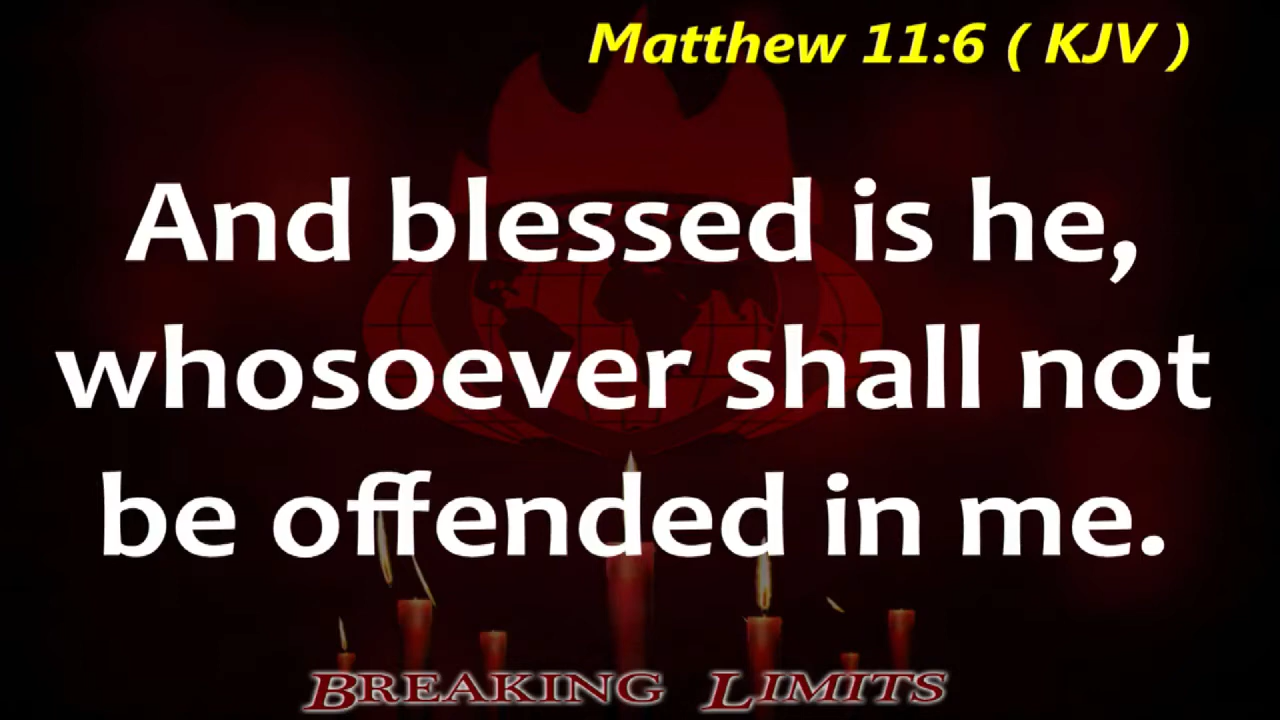 Matthew 11:6 ( KJV )
And blessed is he,
whosoever shall not
be offended in me.
BREAKING LIMITS